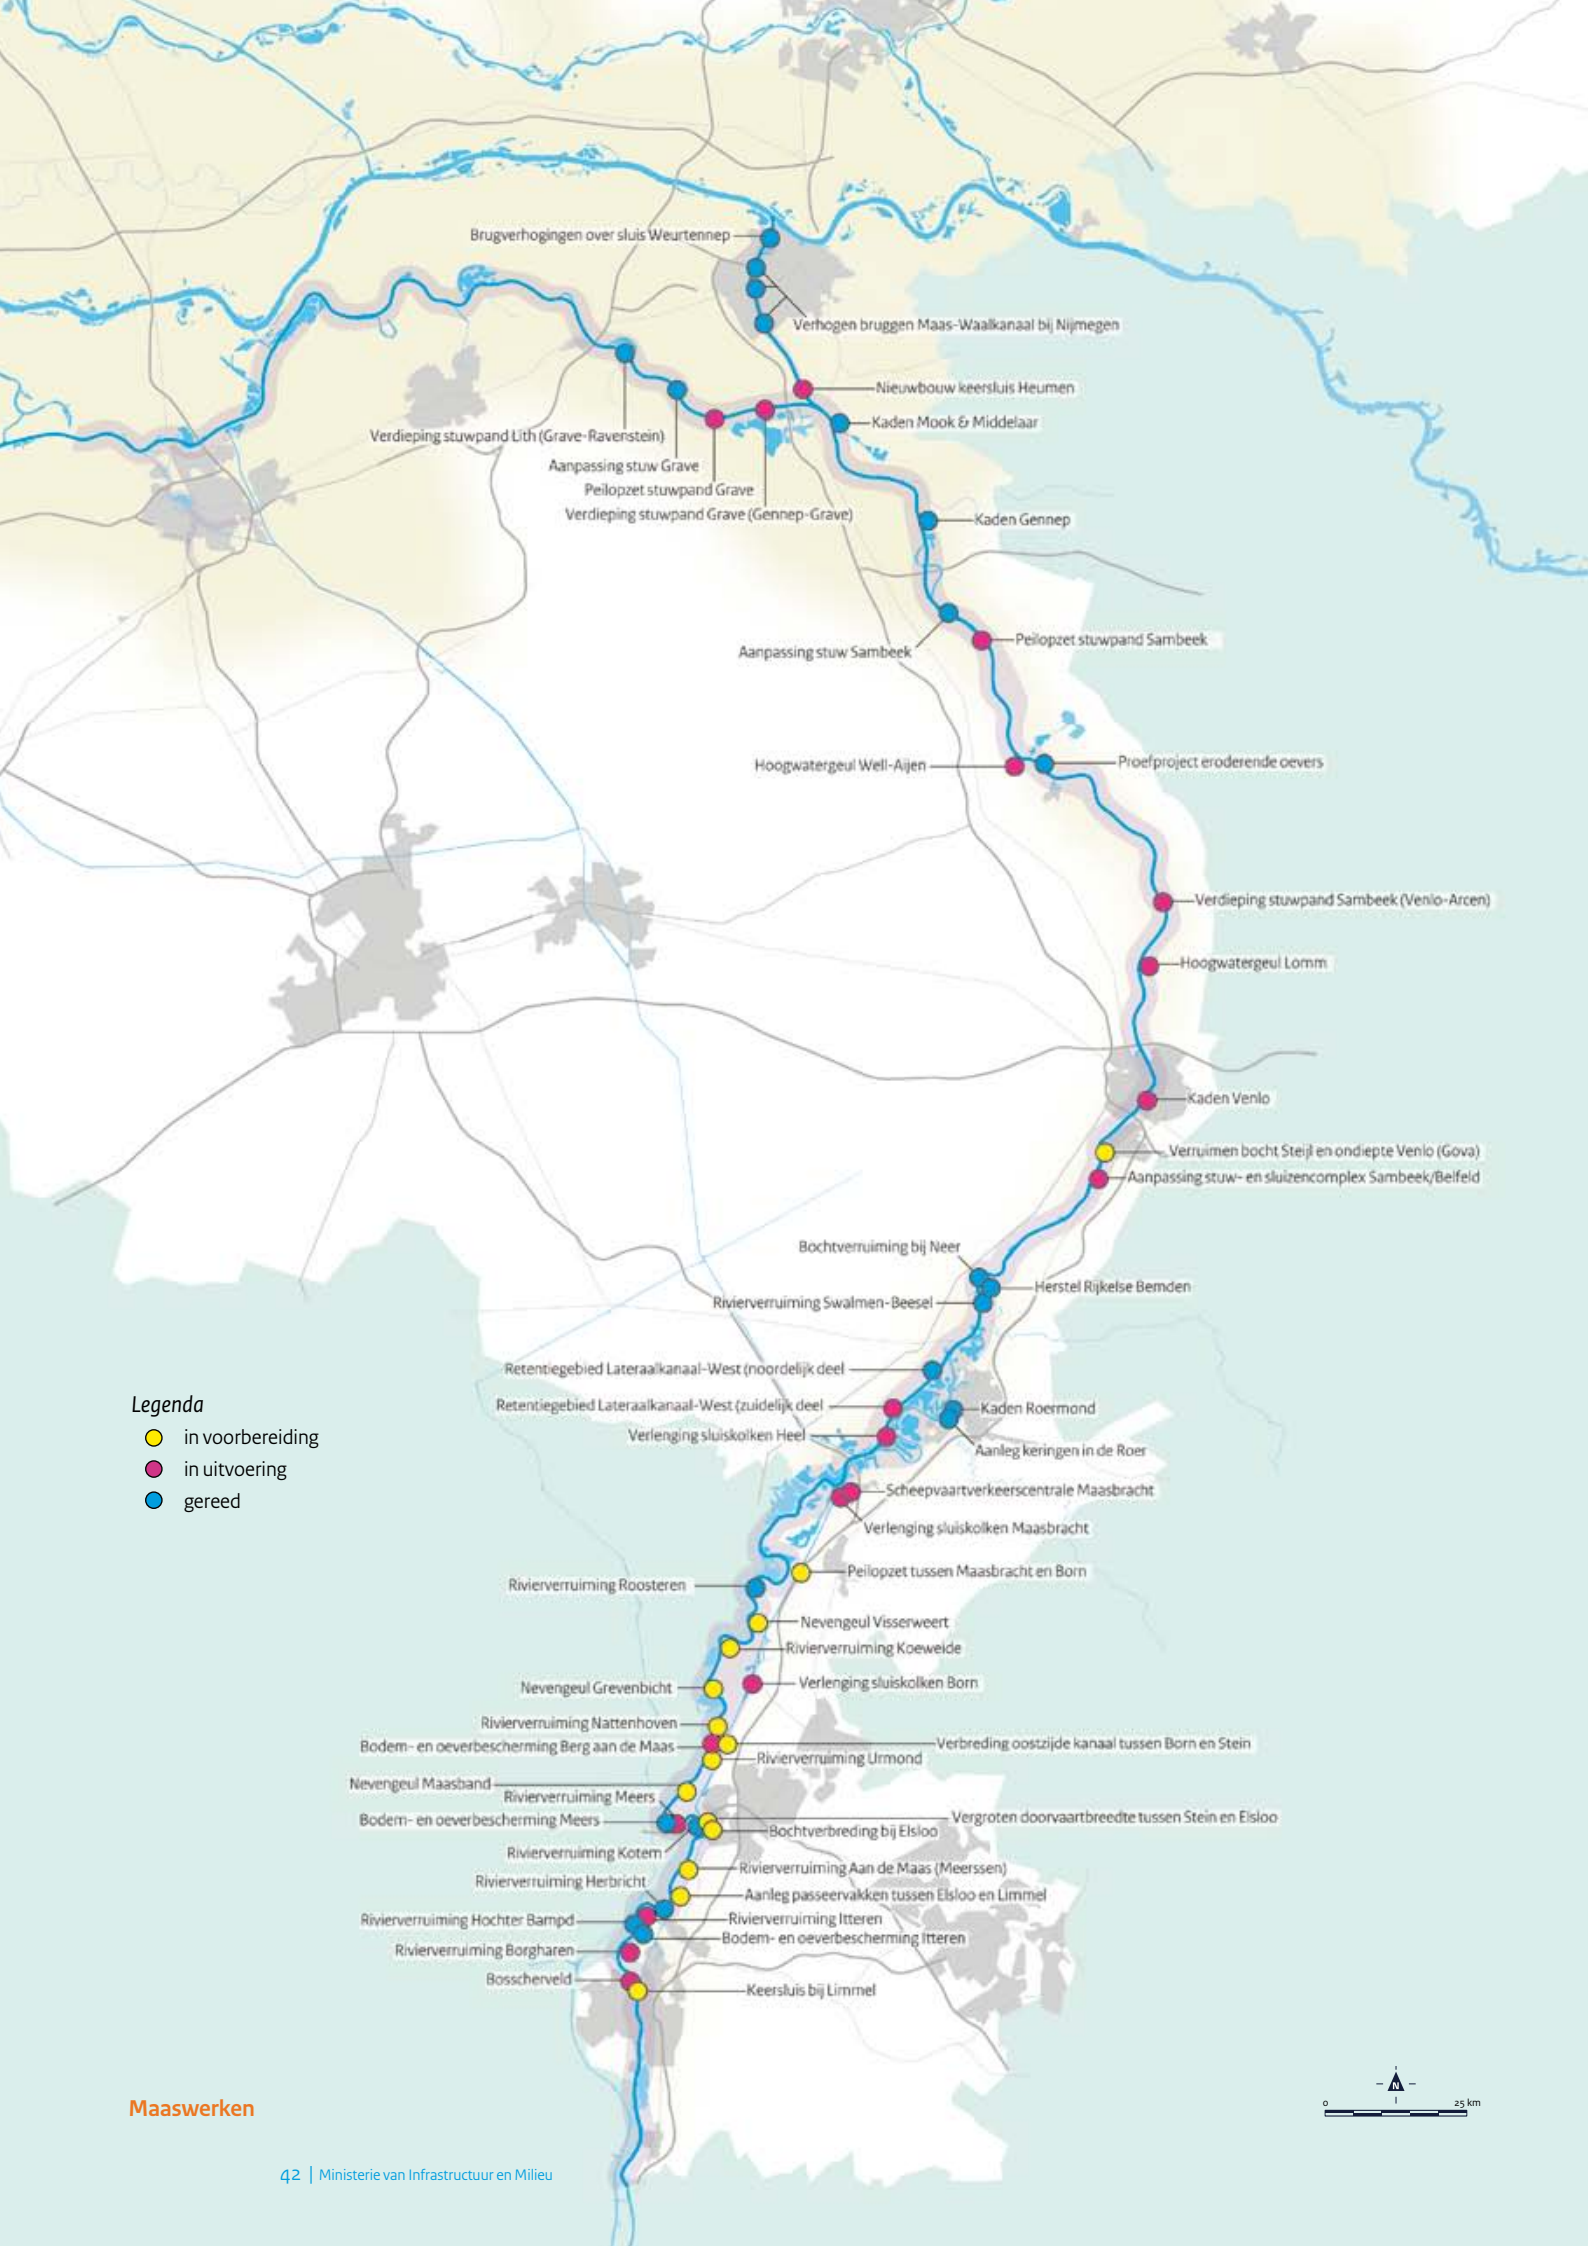 Brugverhogingen over sluis Weurtennep
Verhogen bruggen Maas-Waalkanaal bij Nijmegen
Nieuwbouw keersluis Heumen
Kaden Mook & Middelaar
Verdieping stuwpand Lith (Grave-Ravenstein)
Aanpassing stuw Grave
Peilopzet stuwpand Grave
Verdieping stuwpand Grave (Gennep-Grave)
Kaden Gennep
Aanpassing stuw Sambeek
Peilopzet stuwpand Sambeek
Hoogwatergeul Well-Aijen
Proefproject eroderende oevers
Verdieping stuwpand Sambeek (Venlo-Arcen)
Hoogwatergeul Lomm
Kaden Venlo
Verruimen bocht Steijl en ondiepte Venlo (Gova)
Aanpassing stuw- en sluizencomplex Sambeek/Belfeld
Bochtverruiming bij Neer
Herstel Rijkelse Bemden
Rivierverruiming Swalmen-Beesel
Retentiegebied Lateraalkanaal-West (noordelijk deel
Retentiegebied Lateraalkanaal-West (zuidelijk deel
Kaden Roermond
Verlenging sluiskolken Heel
Aanleg keringen in de Roer
Legenda
in voorbereiding
in uitvoering
gereed
Scheepvaartverkeerscentrale Maasbracht
Verlenging sluiskolken Maasbracht
Peilopzet tussen Maasbracht en Born
Rivierverruiming Roosteren
Nevengeul Visserweert
Rivierverruiming Koeweide
Verlenging sluiskolken Born
Nevengeul Grevenbicht
Rivierverruiming Nattenhoven
Bodem- en oeverbescherming Berg aan de Maas
Verbreding oostzijde kanaal tussen Born en Stein
Rivierverruiming Urmond
Nevengeul Maasband
Rivierverruiming Meers
Bodem- en oeverbescherming Meers
Vergroten doorvaartbreedte tussen Stein en Elsloo
Bochtverbreding bij Elsloo
Rivierverruiming Kotem
Rivierverruiming Aan de Maas (Meerssen)
Rivierverruiming Herbricht
Aanleg passeervakken tussen Elsloo en Limmel
Rivierverruiming Hochter Bampd
Rivierverruiming Itteren
Bodem- en oeverbescherming Itteren
Rivierverruiming Borgharen
Bosscherveld
Keersluis bij Limmel
N
0 25 km
Maaswerken
42 | Ministerie van Infrastructuur en Milieu